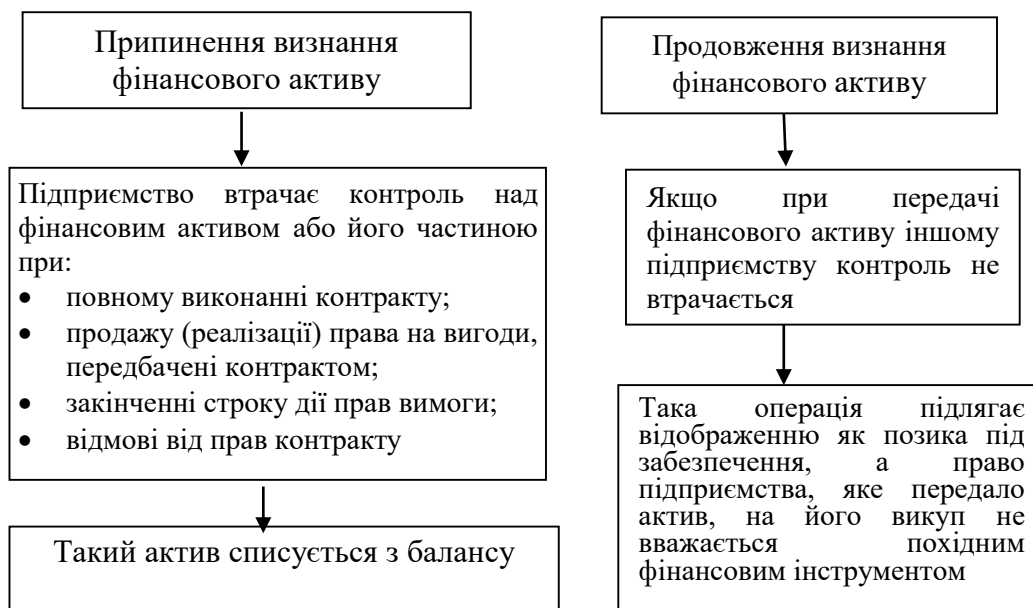 Припинення визнання
фінансового активу
Підприємство втрачає контроль над
фінансовим активом або його частиною
при:
• повному виконанні контракту;
• продажу (реалізації) права на вигоди,
передбачені контрактом;
• закінченні строку дії прав вимоги;
• відмові від прав контракту
Такий актив списується з балансу
Продовження визнання
фінансового активу
Якщо при передачі
фінансового активу іншому
підприємству контроль не
втрачається
Така операція підлягає
відображенню як позика під
забезпечення, а право
підприємства, яке передало
актив, на його викуп не
вважається похідним
фінансовим інструментом